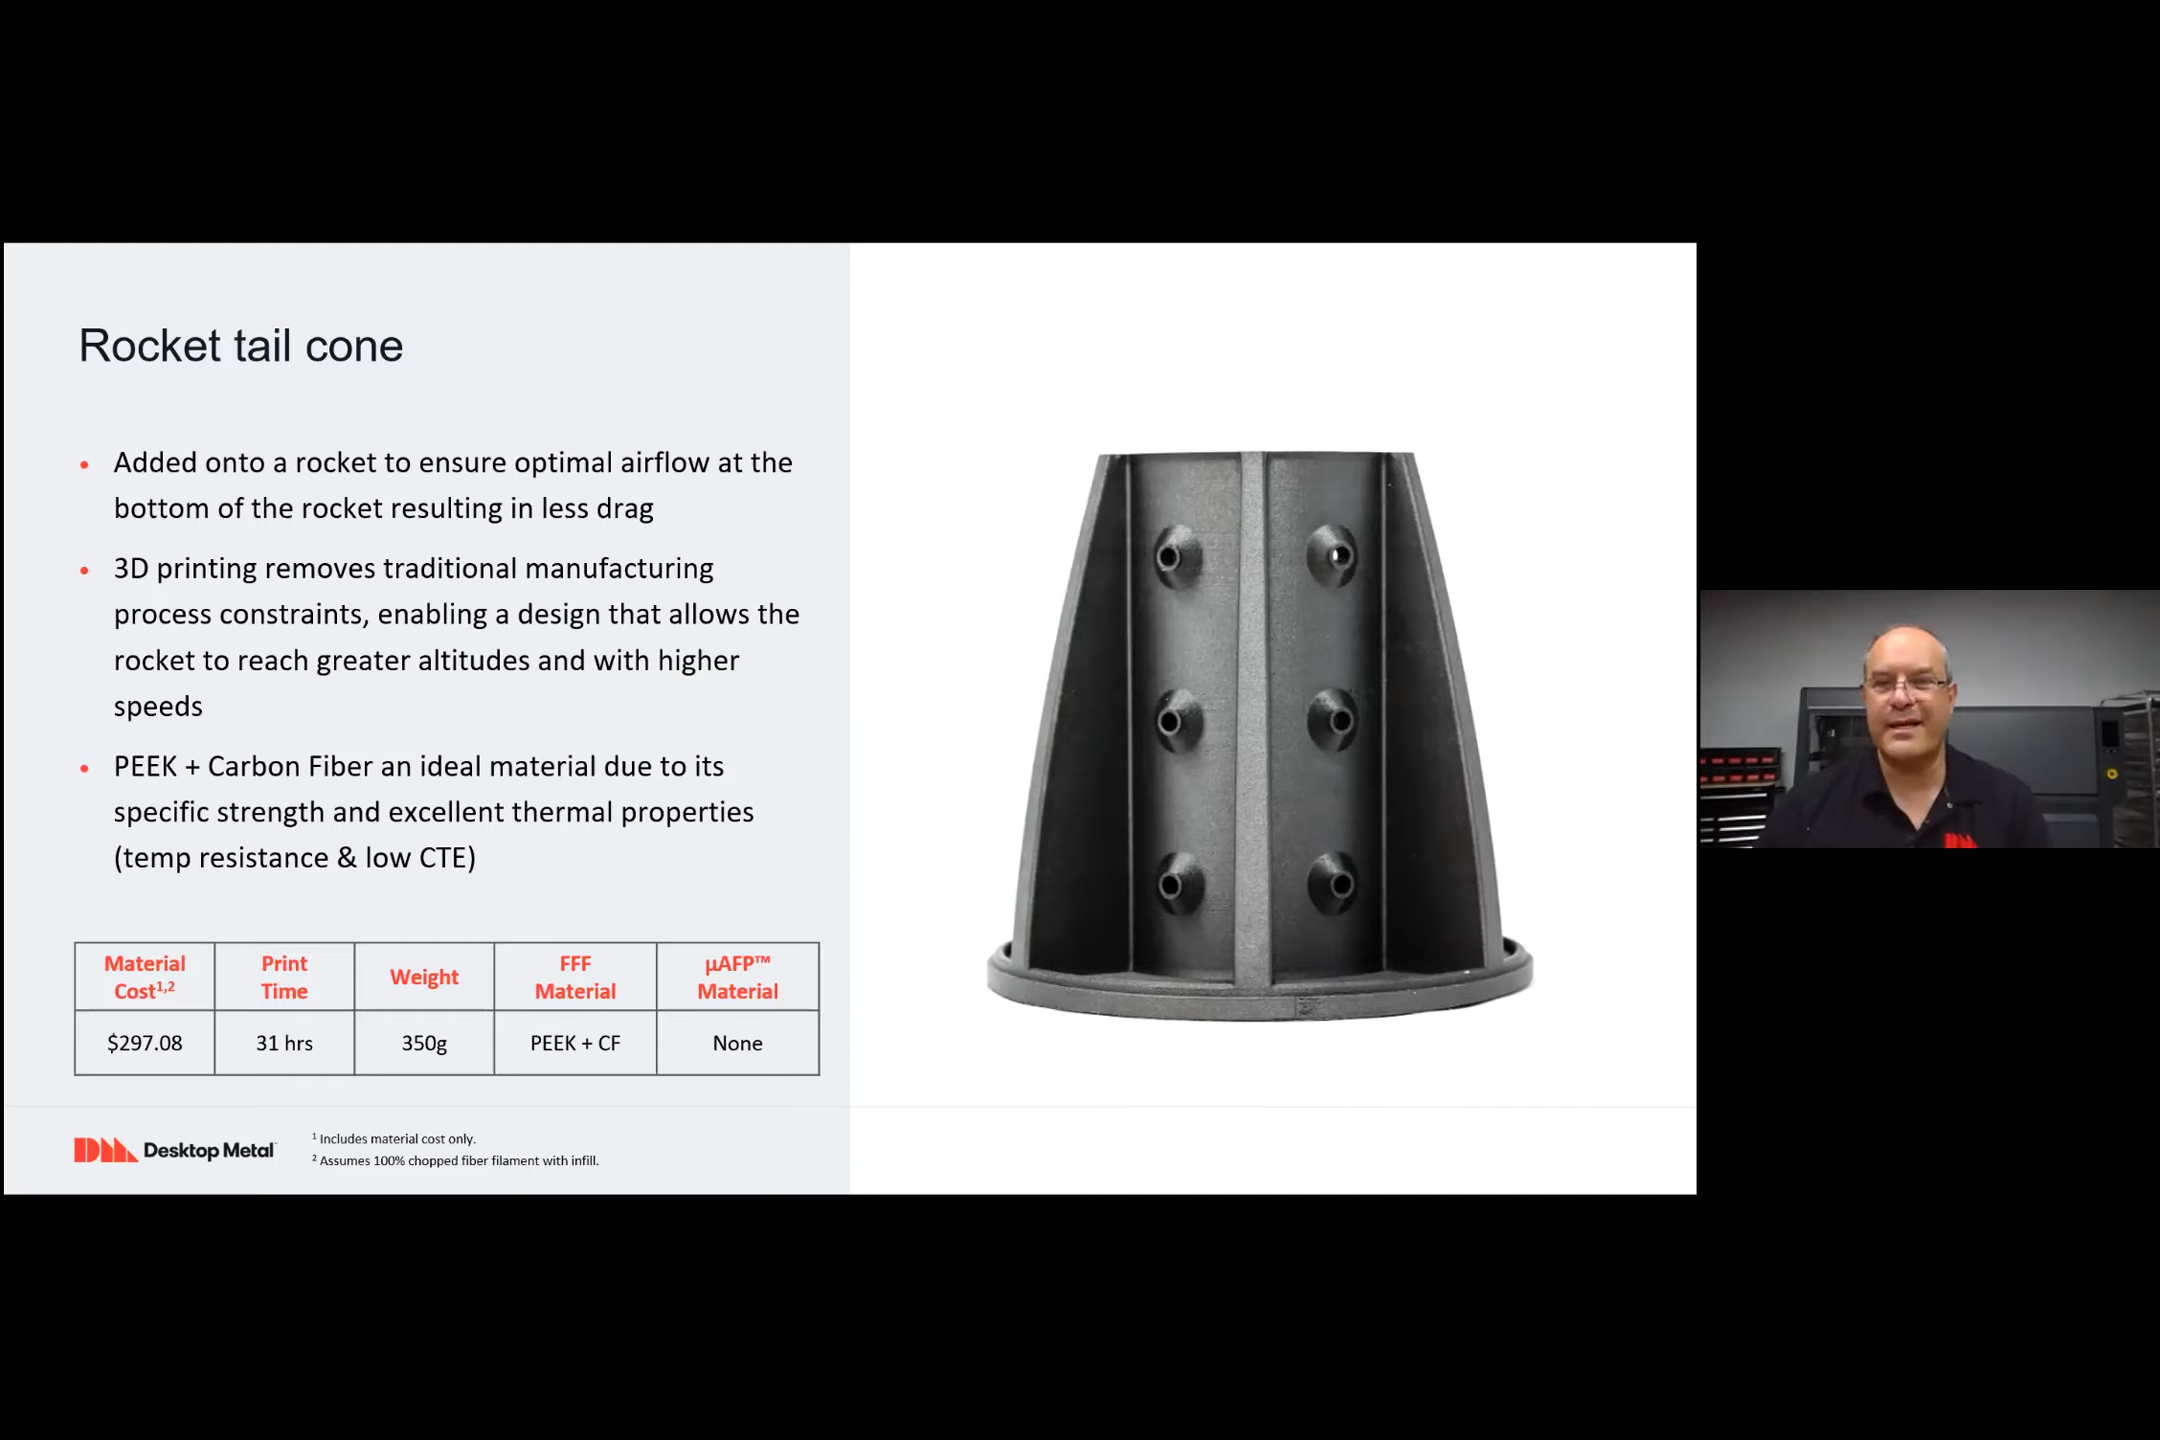 Rocket tail cone
• Added onto a rocket to ensure optimal airflow at the
bottom of the rocket resulting in less drag
• 3D printing removes traditional manufacturing
process constraints, enabling a design that allows the
rocket to reach greater altitudes and with higher
speeds
• PEEK + Carbon Fiber an ideal material due to its
specific strength and excellent thermal properties
(temp resistance & low CTE)
Material Cost¹,² Print Time Weight FFF Material µAFP™ Material
$297.08 31 hrs 350g PEEK + CF None
Desktop Metal
¹ Includes material cost only.
² Assumes 100% chopped fiber filament with infill.